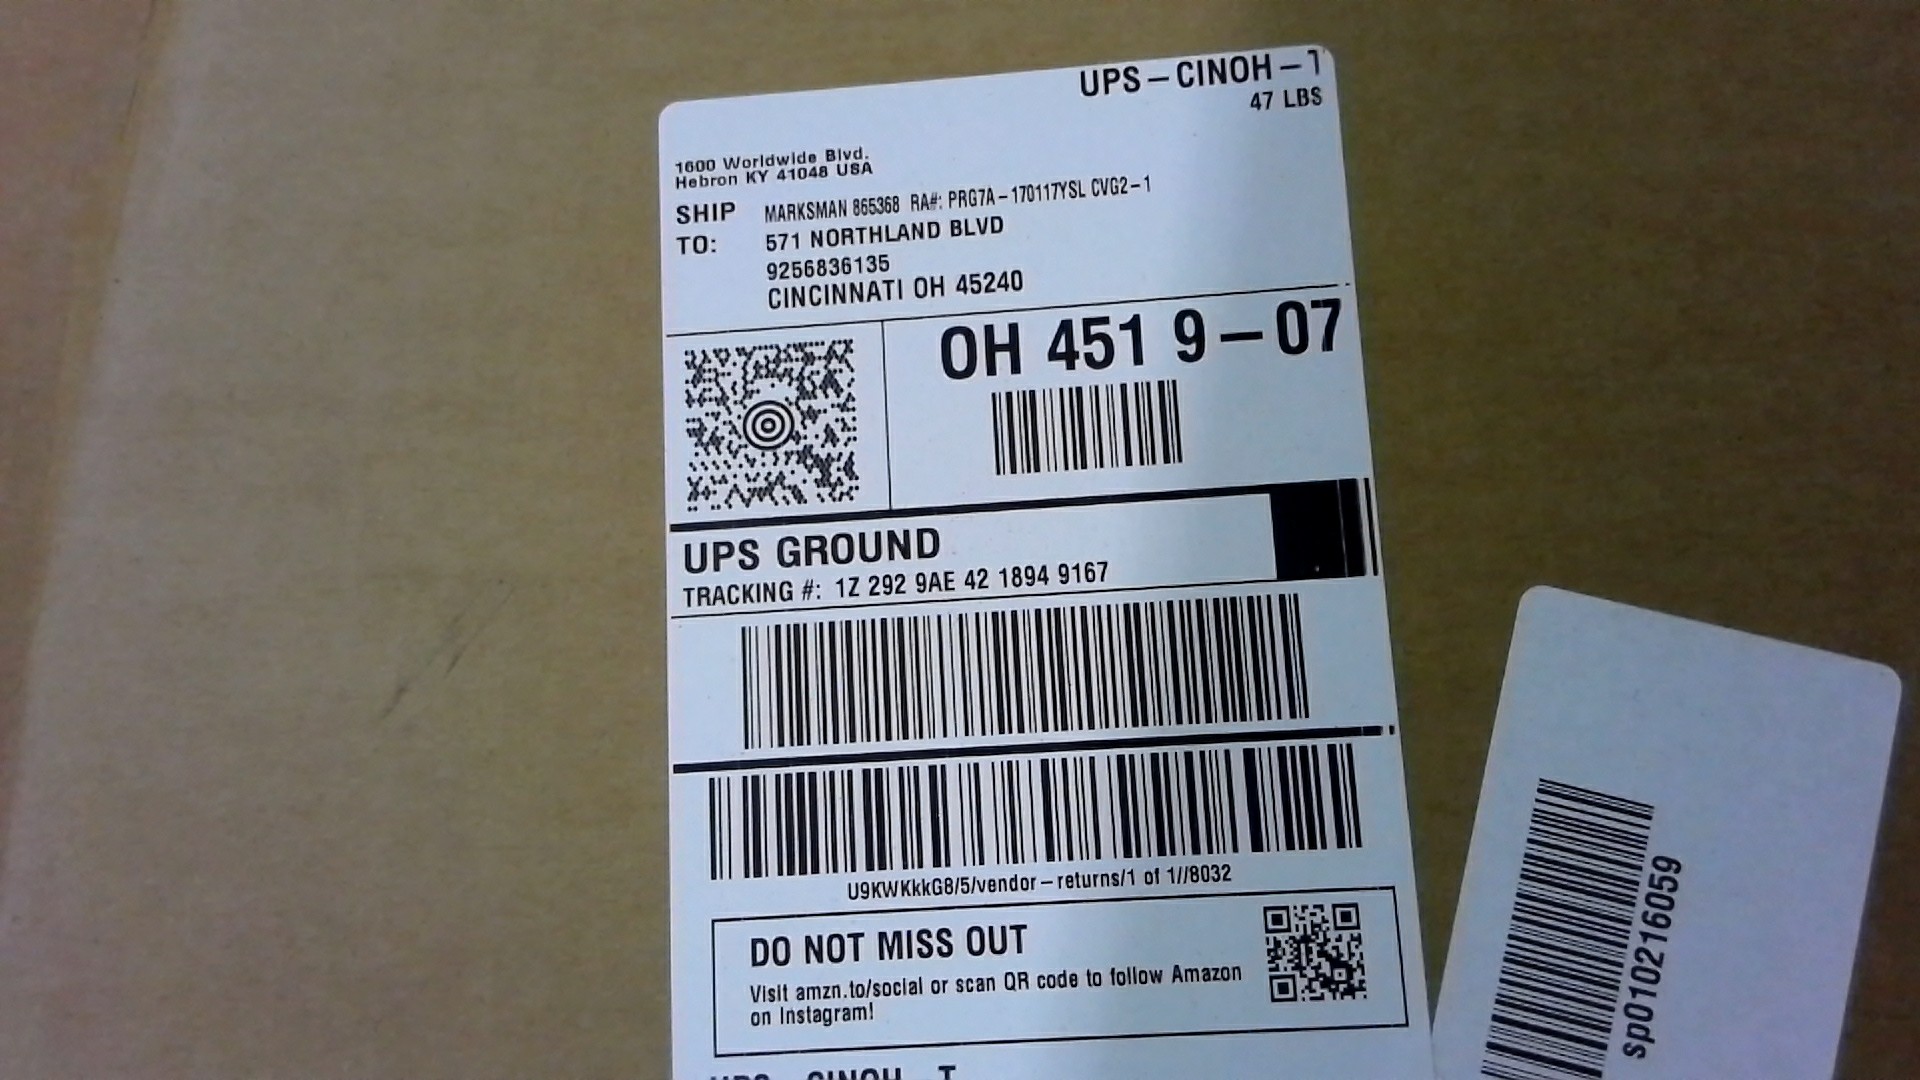 UPS – CINOH – 1
47 LBS
1600 Worldwide Blvd.
Hebron KY 41048 USA
SHIP TO:
MARKSMAN 865368 RA#: PRG7A – 170117YSL CVG2 – 1
571 NORTHLAND BLVD
9256836135
CINCINNATI OH 45240
OH 451 9 – 07
UPS GROUND
TRACKING #: 1Z 292 9AE 42 1894 9167
U9KWKkkG8/5/vendor – returns/1 of 1//8032
DO NOT MISS OUT
Visit amzn.to/social or scan QR code to follow Amazon
on Instagram!
UPS – CINOH – T
sp010216059